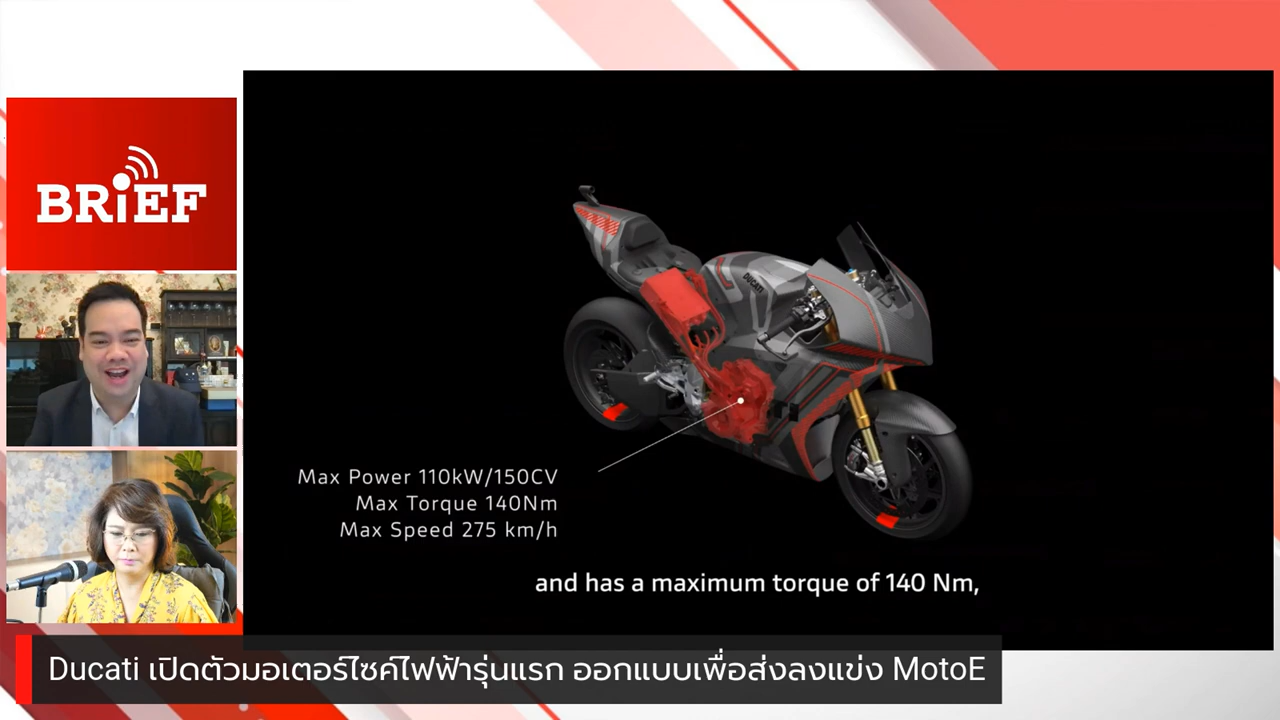 BRiEF
DUCATI
Max Power 110kW/150CV
Max Torque 140Nm
Max Speed 275 km/h
and has a maximum torque of 140 Nm,
Ducati เปิดตัวมอเตอร์ไซค์ไฟฟ้ารุ่นแรก ออกแบบเพื่อส่งลงแข่ง MotoE